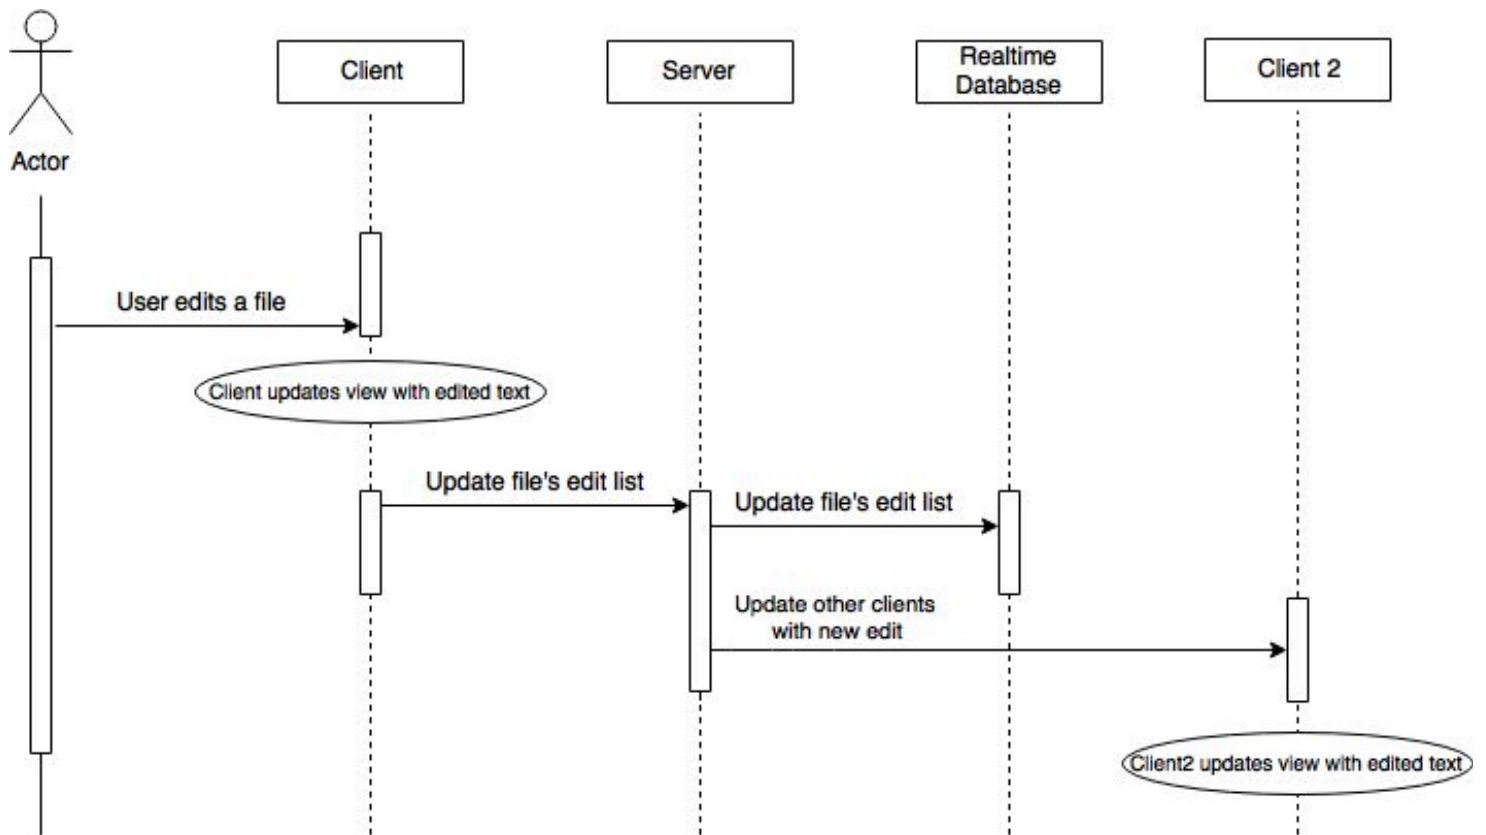 Client
Server
Realtime
Database
Client 2
Actor
User edits a file
Client updates view with edited text
Update file's edit list
Update file's edit list
Update other clients
with new edit
Client2 updates view with edited text